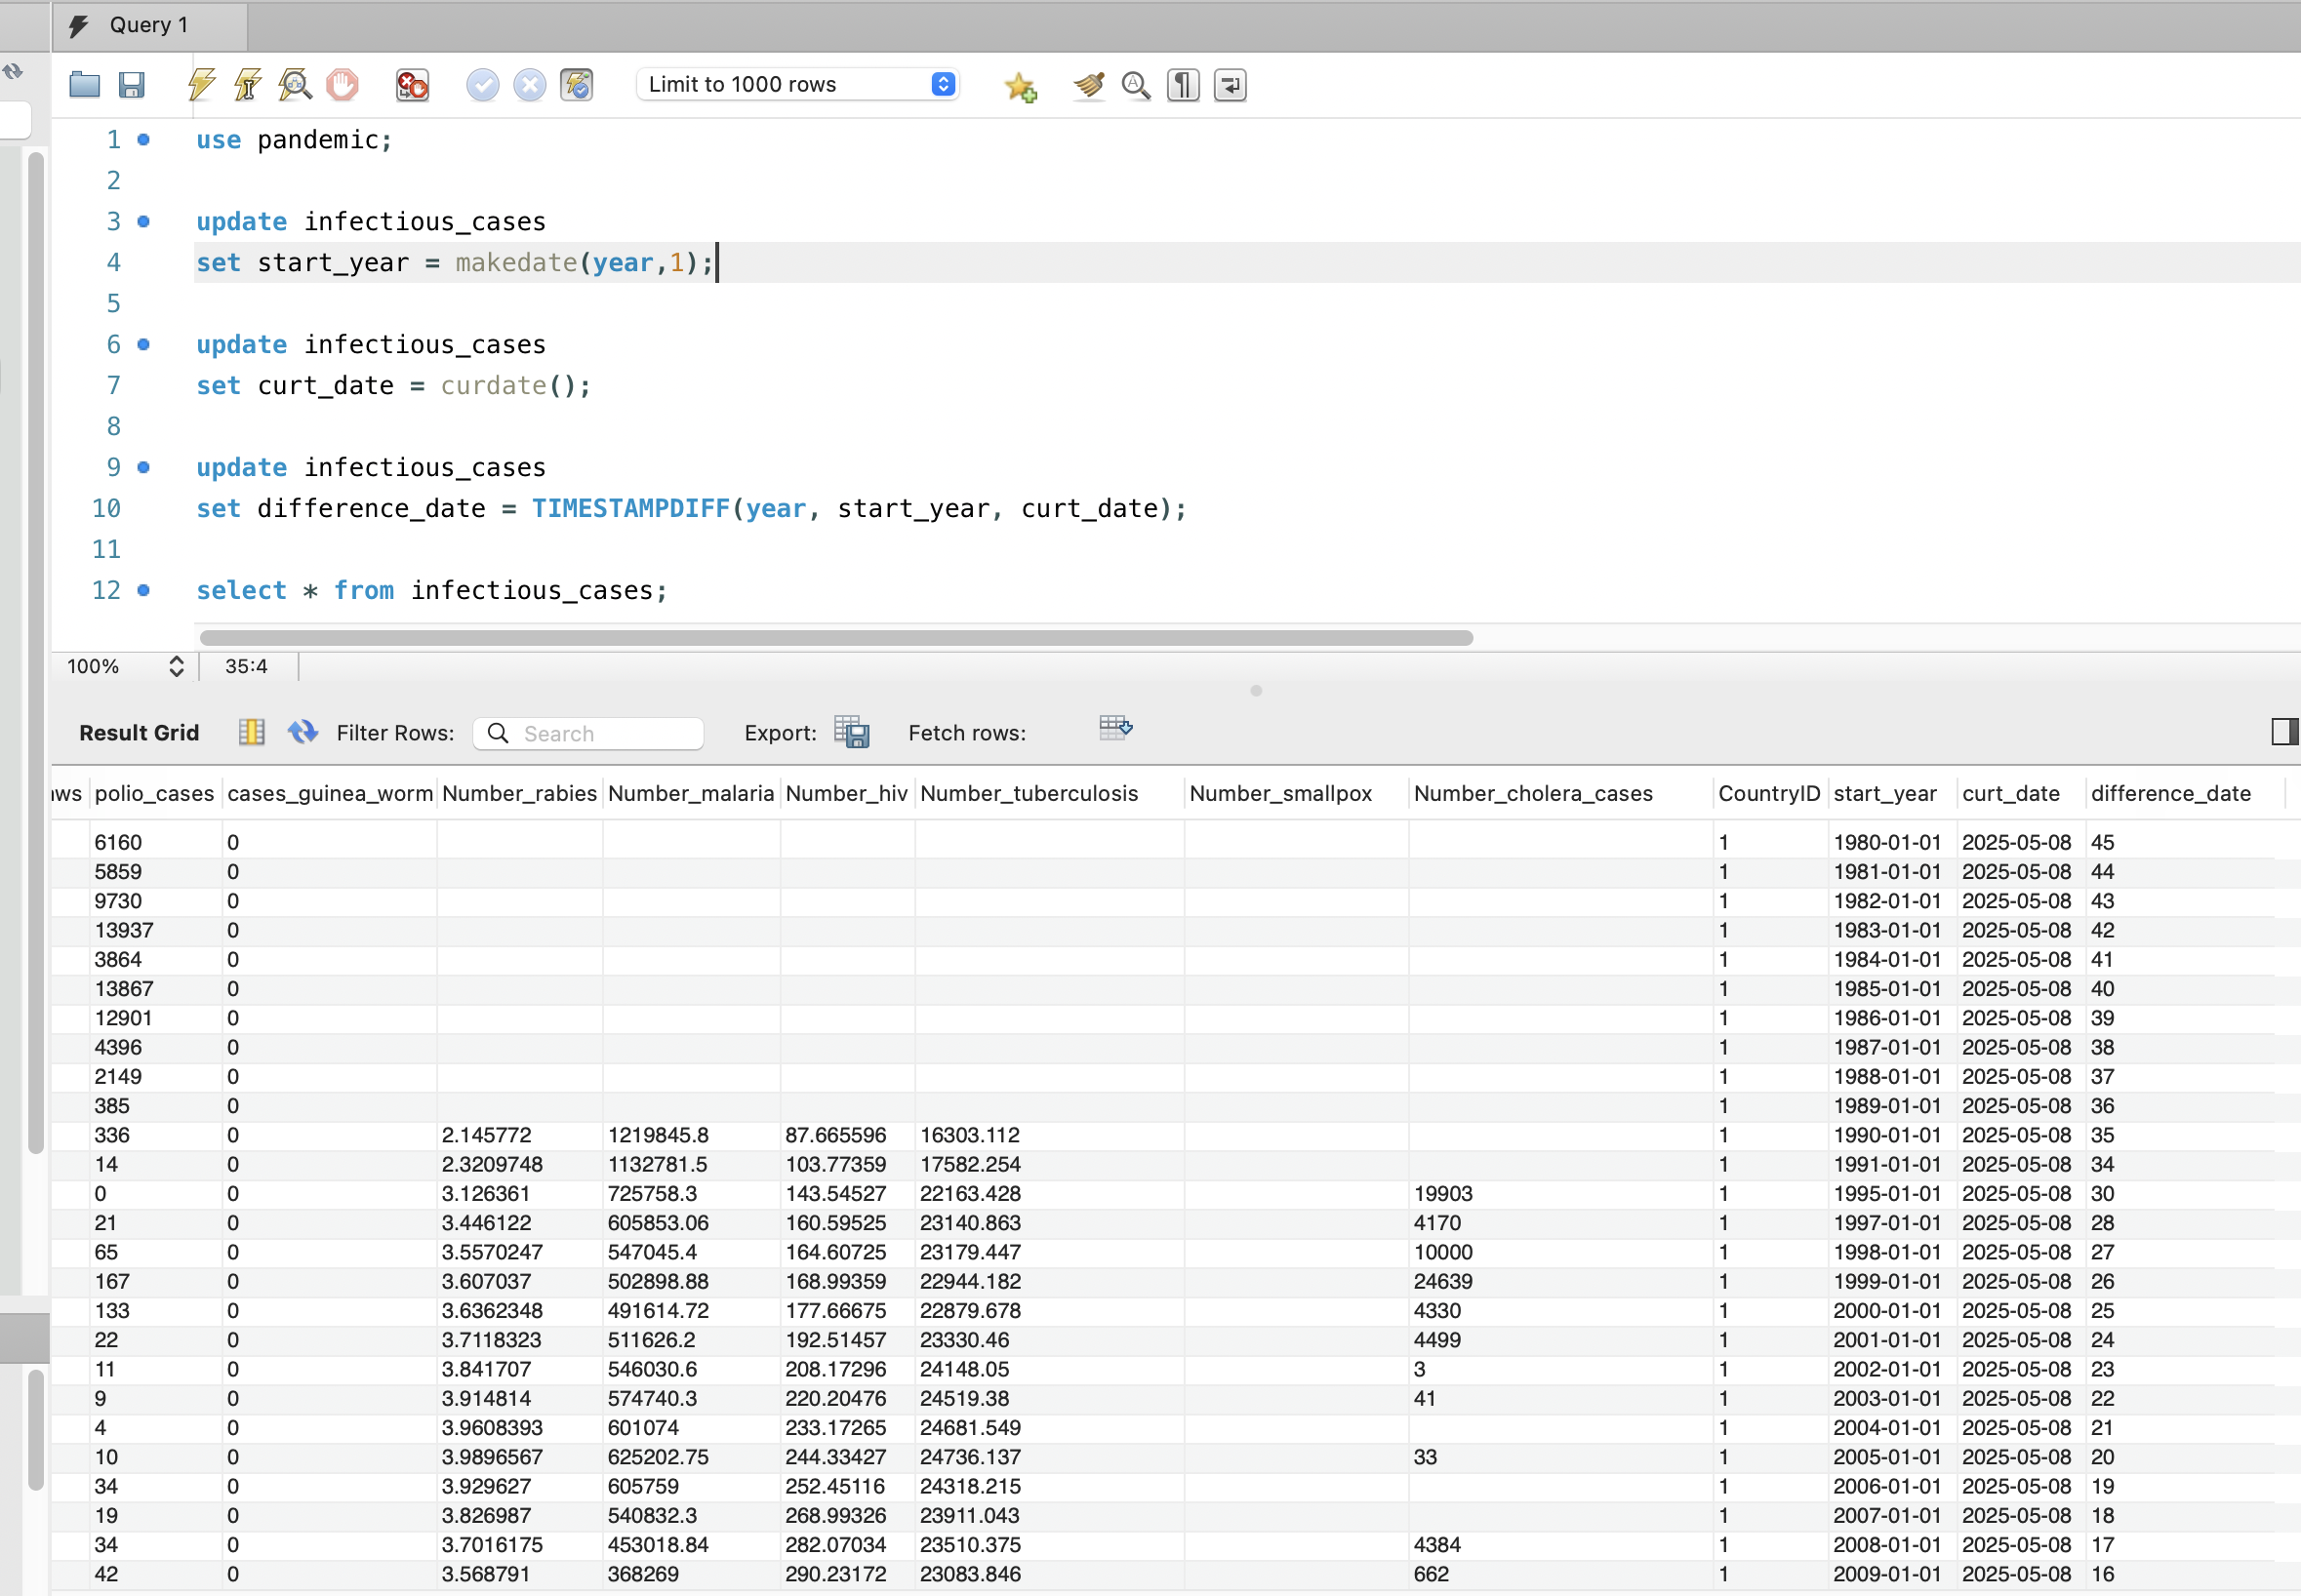 Query 1
Limit to 1000 rows
1 use pandemic;
2
3 update infectious_cases
4 set start_year = makedate(year,1);
5
6 update infectious_cases
7 set curt_date = curdate();
8
9 update infectious_cases
10 set difference_date = TIMESTAMPDIFF(year, start_year, curt_date);
11
12 select * from infectious_cases;
100% 35:4
Result Grid Filter Rows: Search Export: Fetch rows:
polio_cases cases_guinea_worm Number_rabies Number_malaria Number_hiv Number_tuberculosis Number_smallpox Number_cholera_cases CountryID start_year curt_date difference_date
6160 0 1 1980-01-01 2025-05-08 45
5859 0 1 1981-01-01 2025-05-08 44
9730 0 1 1982-01-01 2025-05-08 43
13937 0 1 1983-01-01 2025-05-08 42
3864 0 1 1984-01-01 2025-05-08 41
13867 0 1 1985-01-01 2025-05-08 40
12901 0 1 1986-01-01 2025-05-08 39
4396 0 1 1987-01-01 2025-05-08 38
2149 0 1 1988-01-01 2025-05-08 37
385 0 1 1989-01-01 2025-05-08 36
336 0 2.145772 1219845.8 87.665596 16303.112 1 1990-01-01 2025-05-08 35
14 0 2.3209748 1132781.5 103.77359 17582.254 1 1991-01-01 2025-05-08 34
0 0 3.126361 725758.3 143.54527 22163.428 19903 1 1995-01-01 2025-05-08 30
21 0 3.446122 605853.06 160.59525 23140.863 4170 1 1997-01-01 2025-05-08 28
65 0 3.5570247 547045.4 164.60725 23179.447 10000 1 1998-01-01 2025-05-08 27
167 0 3.607037 502898.88 168.99359 22944.182 24639 1 1999-01-01 2025-05-08 26
133 0 3.6362348 491614.72 177.66675 22879.678 4330 1 2000-01-01 2025-05-08 25
22 0 3.7118323 511626.2 192.51457 23330.46 4499 1 2001-01-01 2025-05-08 24
11 0 3.841707 546030.6 208.17296 24148.05 3 1 2002-01-01 2025-05-08 23
9 0 3.914814 574740.3 220.20476 24519.38 41 1 2003-01-01 2025-05-08 22
4 0 3.9608393 601074 233.17265 24681.549 1 2004-01-01 2025-05-08 21
10 0 3.9896567 625202.75 244.33427 24736.137 33 1 2005-01-01 2025-05-08 20
34 0 3.929627 605759 252.45116 24318.215 1 2006-01-01 2025-05-08 19
19 0 3.826987 540832.3 268.99326 23911.043 1 2007-01-01 2025-05-08 18
34 0 3.7016175 453018.84 282.07034 23510.375 4384 1 2008-01-01 2025-05-08 17
42 0 3.568791 368269 290.23172 23083.846 662 1 2009-01-01 2025-05-08 16